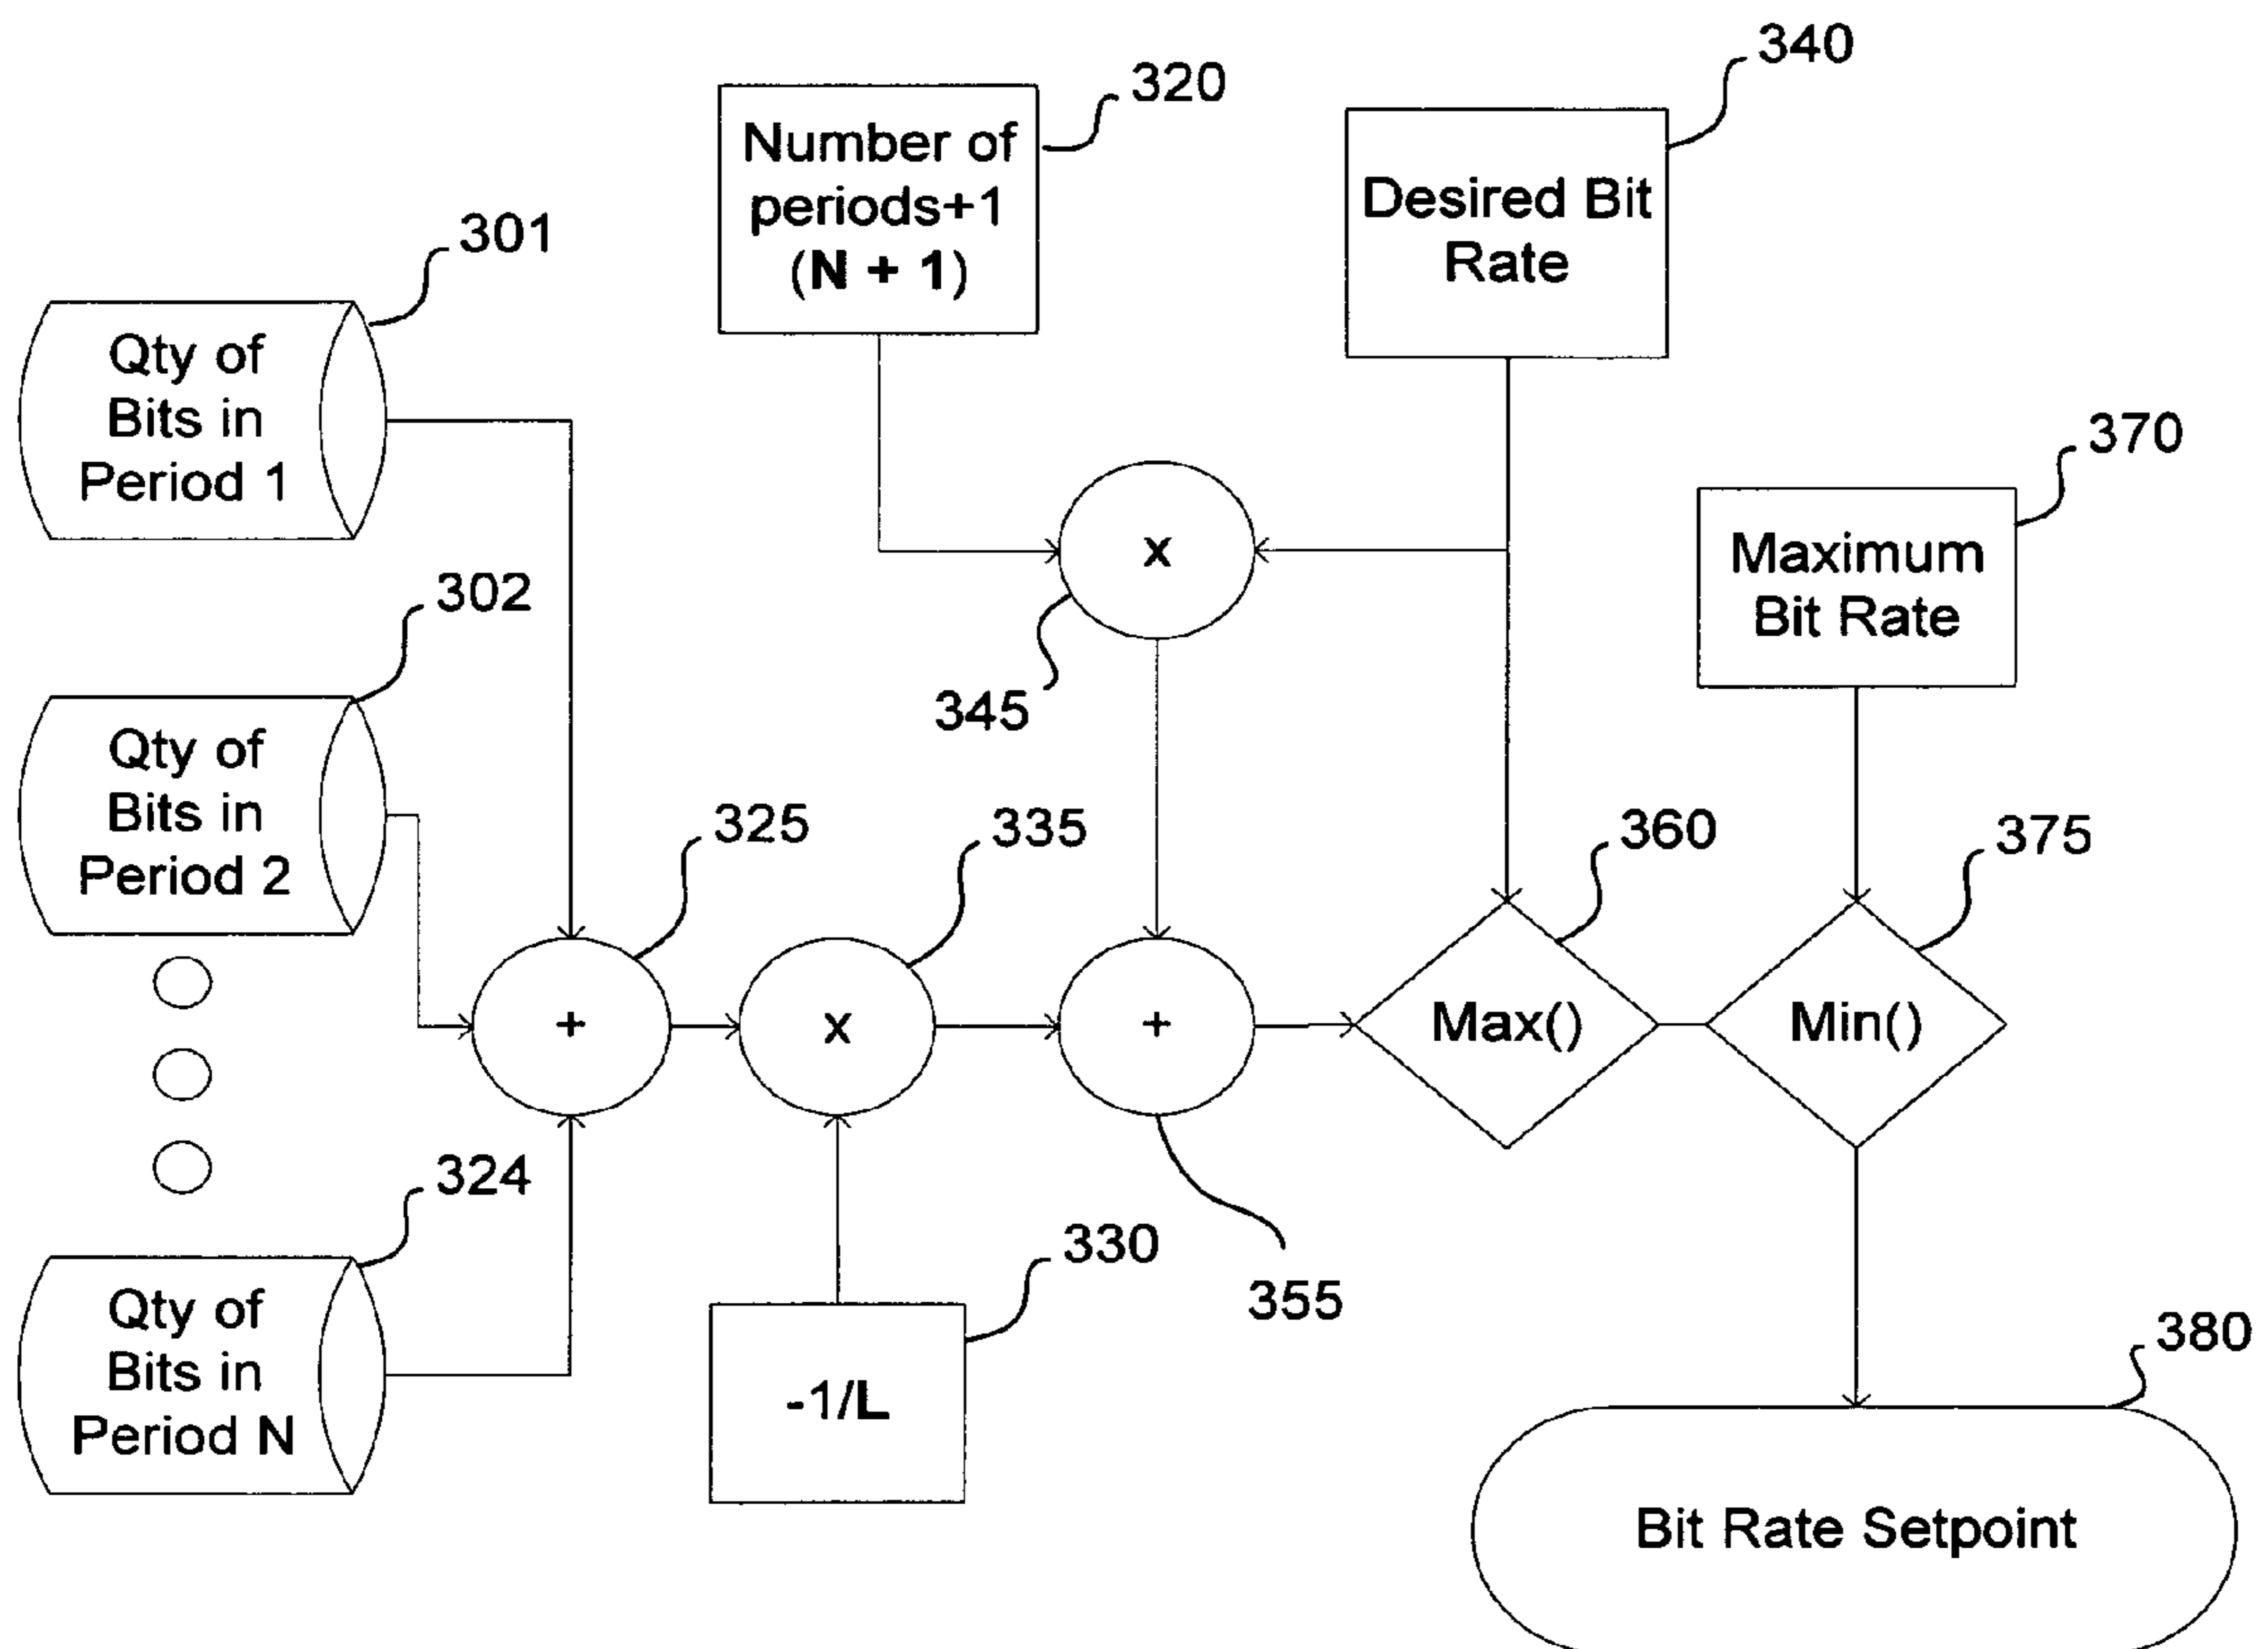 340
320
Number of
periods+1
(N + 1)
Desired Bit
Rate
301
Qty of
Bits in
Period 1
370
Maximum
Bit Rate
x
345
302
Qty of
Bits in
Period 2
325
335
360
375
+
x
+
Max()
Min()
324
Qty of
Bits in
Period N
330
-1/L
355
380
Bit Rate Setpoint